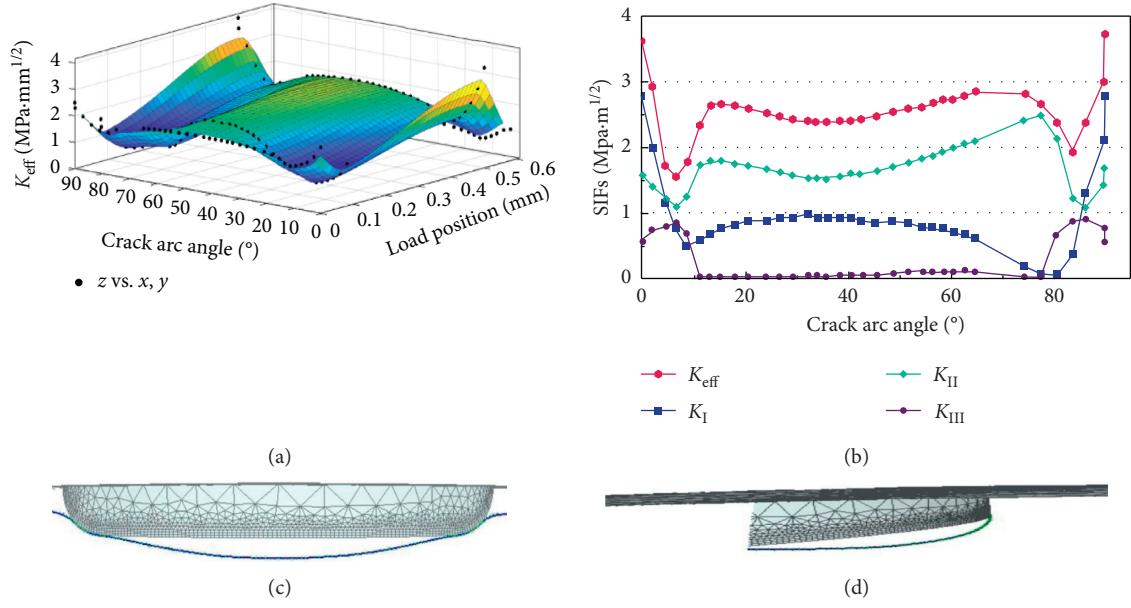 K_eff (MPa·mm^1/2)
4
3
2
1
0
90
80
70
60
50
40
30
20
10
0
Crack arc angle (°)
0
0.1
0.2
0.3
0.4
0.5
0.6
Load position (mm)
z vs. x, y
(a)
SIFs (Mpa·m^1/2)
4
3
2
1
0
0
20
40
60
80
Crack arc angle (°)
K_eff
K_II
K_I
K_III
(b)
(c)
(d)